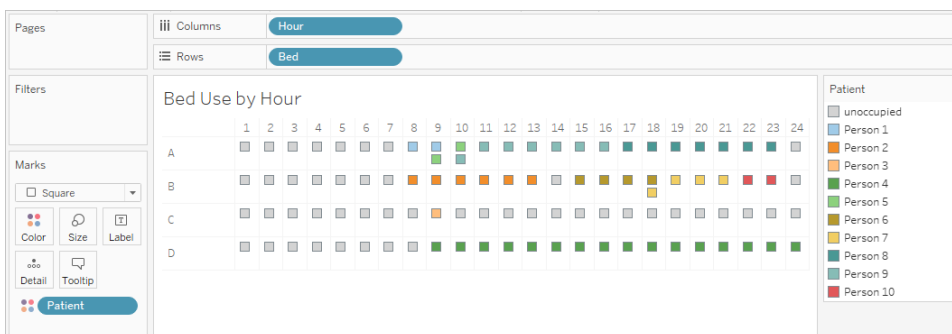 Pages
Columns
Hour
Rows
Bed
Filters
Bed Use by Hour
1 2 3 4 5 6 7 8 9 10 11 12 13 14 15 16 17 18 19 20 21 22 23 24
A
B
C
D
Marks
Square
Color
Size
T
Label
Detail
Tooltip
Patient
Patient
unoccupied
Person 1
Person 2
Person 3
Person 4
Person 5
Person 6
Person 7
Person 8
Person 9
Person 10